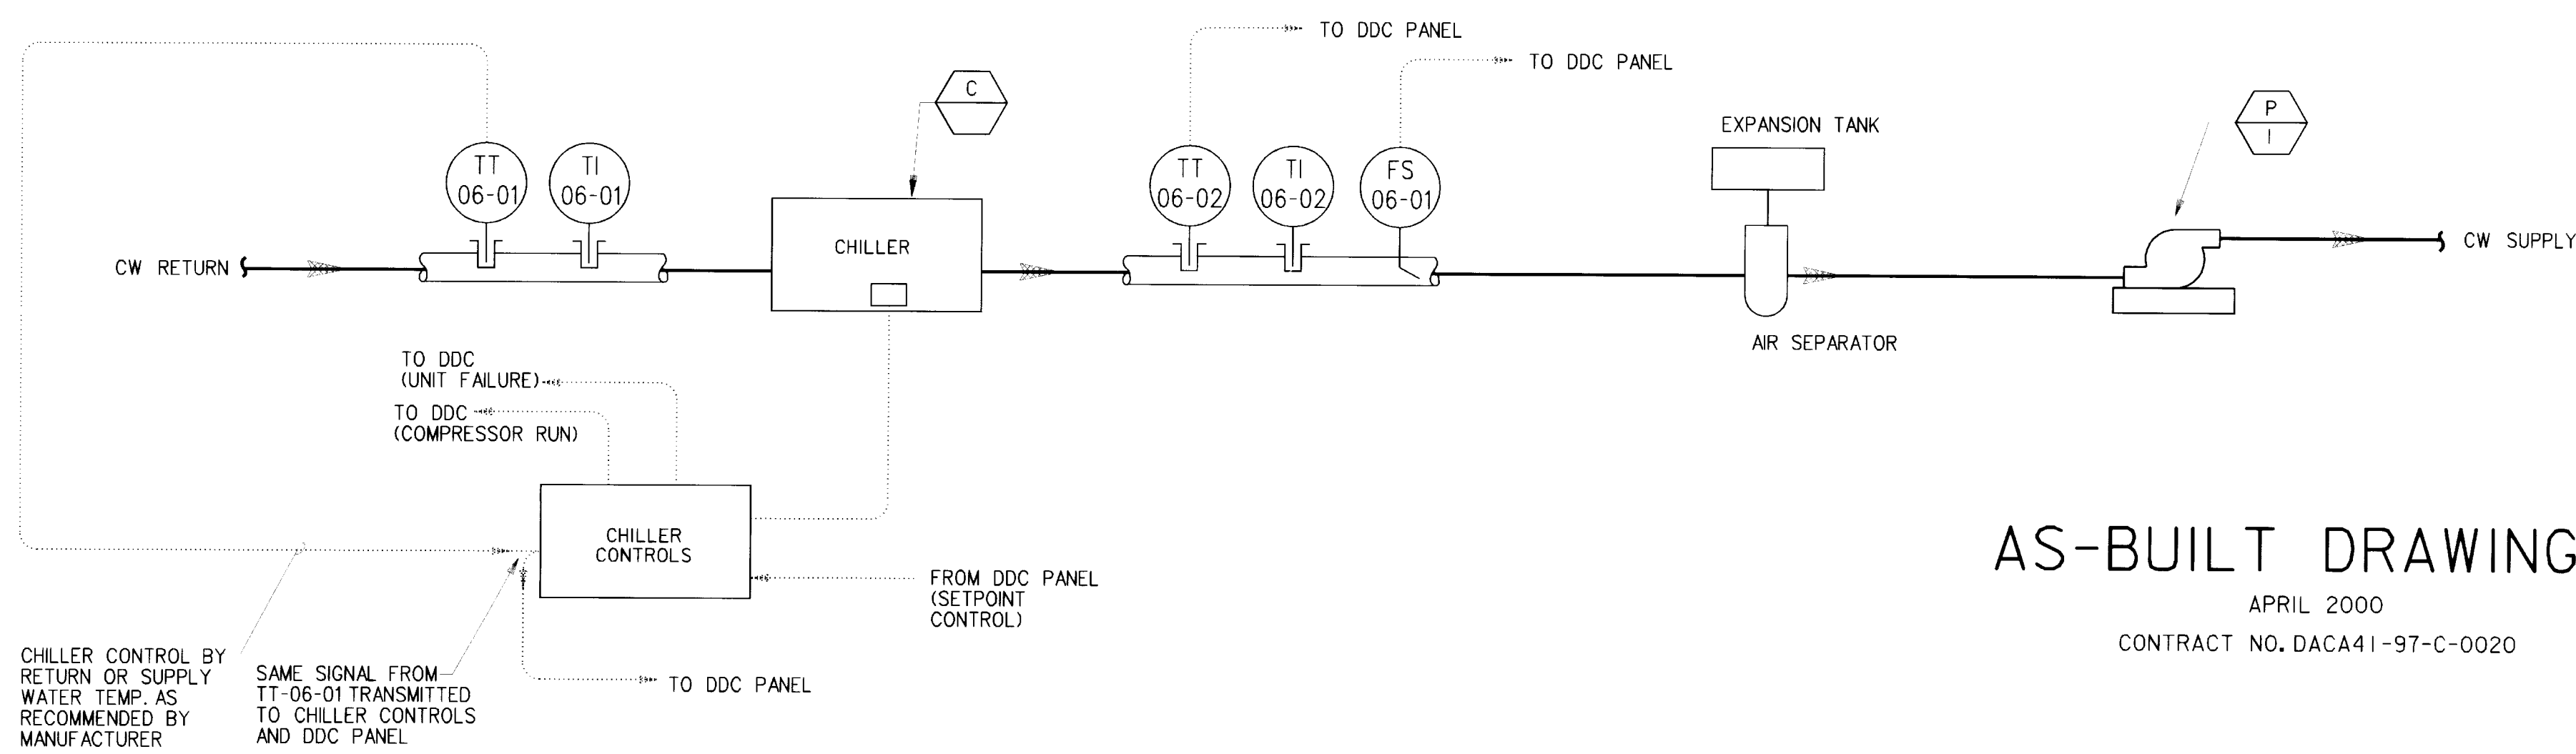 TO DDC PANEL
TO DDC PANEL
C
P
I
EXPANSION TANK
TT
06-01
TI
06-01
TT
06-02
TI
06-02
FS
06-01
CHILLER
CW RETURN
CW SUPPLY
AIR SEPARATOR
TO DDC
(UNIT FAILURE)
TO DDC
(COMPRESSOR RUN)
CHILLER
CONTROLS
FROM DDC PANEL
(SETPOINT
CONTROL)
TO DDC PANEL
CHILLER CONTROL BY
RETURN OR SUPPLY
WATER TEMP. AS
RECOMMENDED BY
MANUFACTURER
SAME SIGNAL FROM
TT-06-01 TRANSMITTED
TO CHILLER CONTROLS
AND DDC PANEL
AS-BUILT DRAWING
APRIL 2000
CONTRACT NO. DACA41-97-C-0020